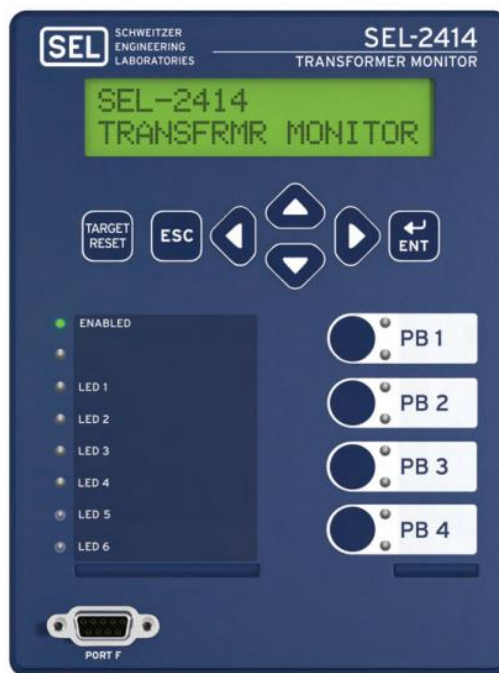 SEL
SCHWEITZER
ENGINEERING
LABORATORIES
SEL-2414
TRANSFORMER MONITOR
SEL-2414
TRANSFRMR MONITOR
TARGET
RESET
ESC
ENT
ENABLED
LED 1
LED 2
LED 3
LED 4
LED 5
LED 6
PB 1
PB 2
PB 3
PB 4
PORT F